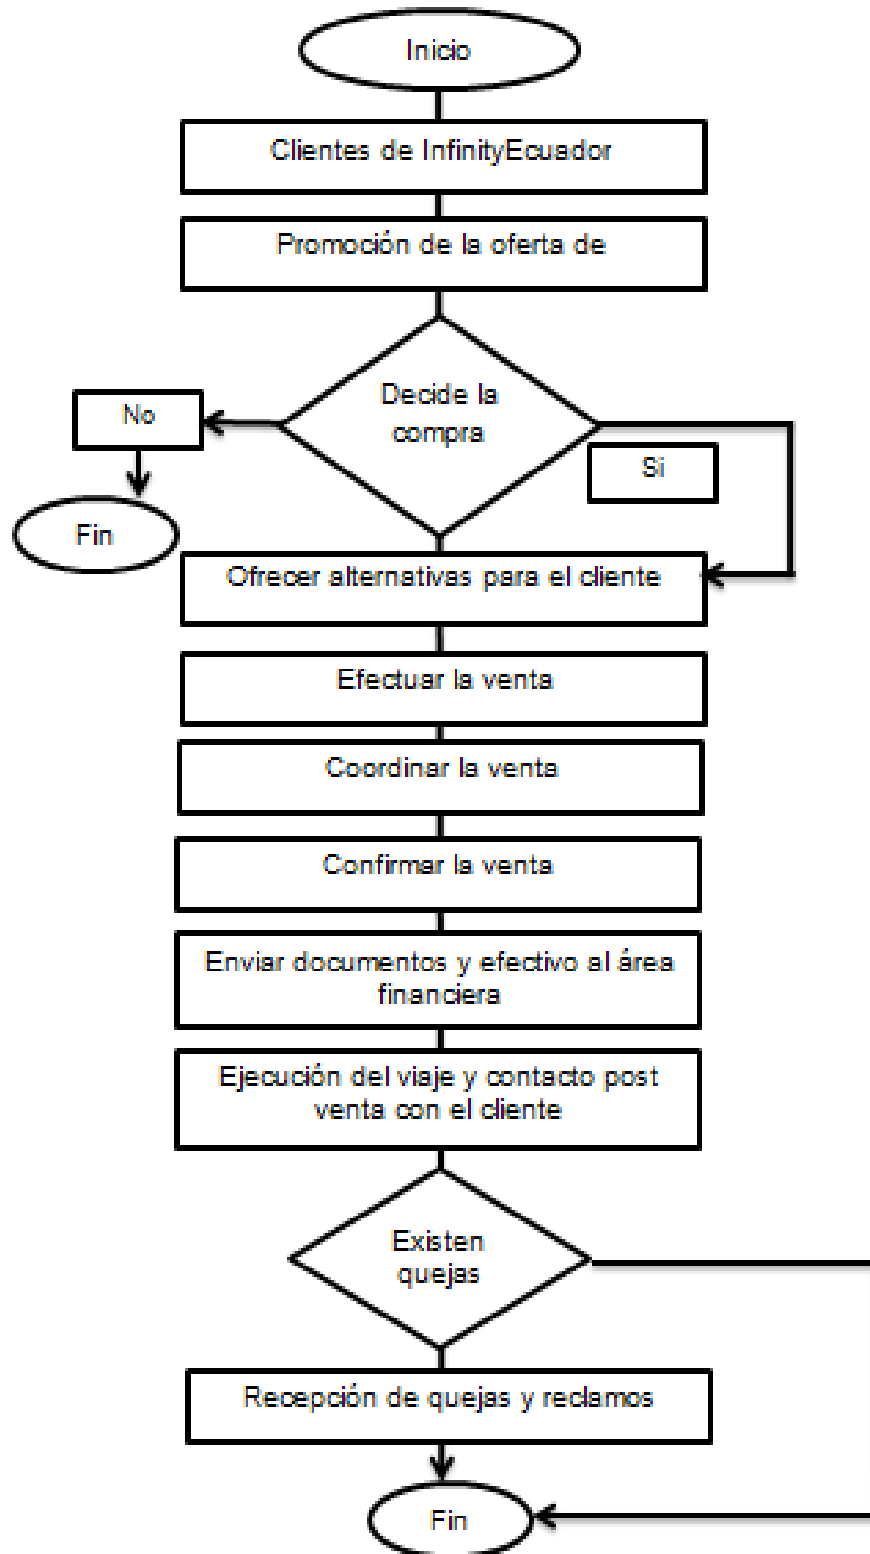 Inicio
Clientes de InfinityEcuador
Promoción de la oferta de
Decide la
compra
No
Si
Fin
Ofrecer alternativas para el cliente
Efectuar la venta
Coordinar la venta
Confirmar la venta
Enviar documentos y efectivo al área
financiera
Ejecución del viaje y contacto post
venta con el cliente
Existen
quejas
Recepción de quejas y reclamos
Fin